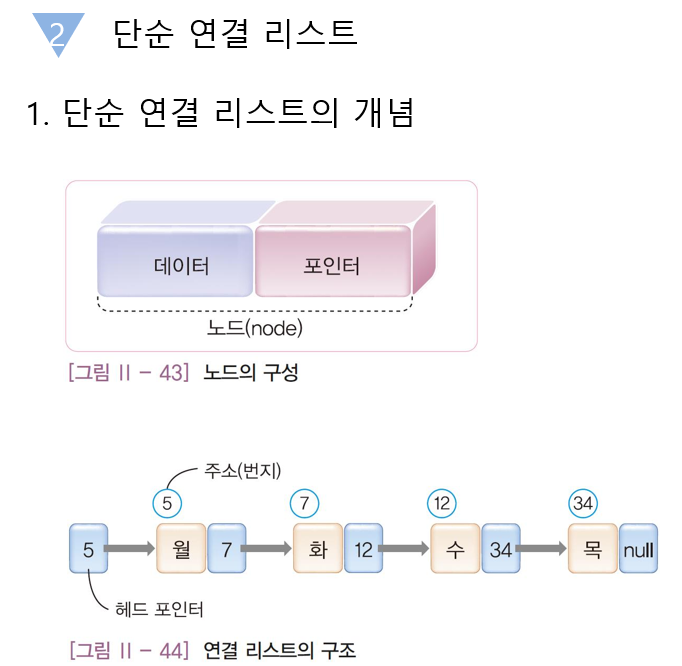 2 단순 연결 리스트
1. 단순 연결 리스트의 개념
데이터 포인터
노드(node)
[그림 II - 43] 노드의 구성
주소(번지)
5 7 12 34
5 월 7 화 12 수 34 목 null
헤드 포인터
[그림 II - 44] 연결 리스트의 구조